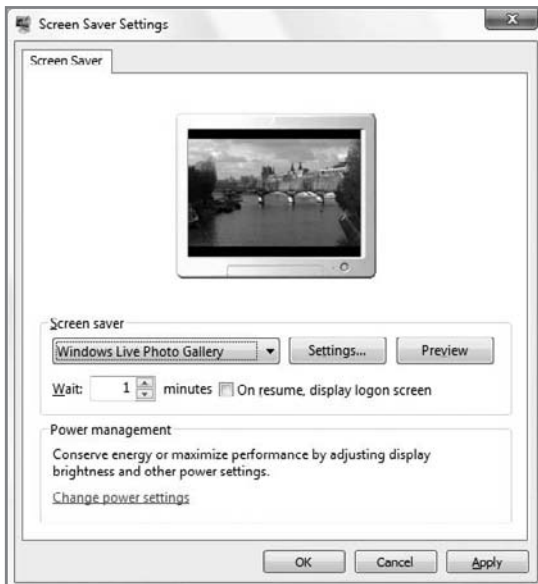 Screen Saver Settings
x
Screen Saver
Screen saver
Windows Live Photo Gallery
Settings...
Preview
Wait: 1 minutes On resume, display logon screen
Power management
Conserve energy or maximize performance by adjusting display
brightness and other power settings.
Change power settings
OK Cancel Apply